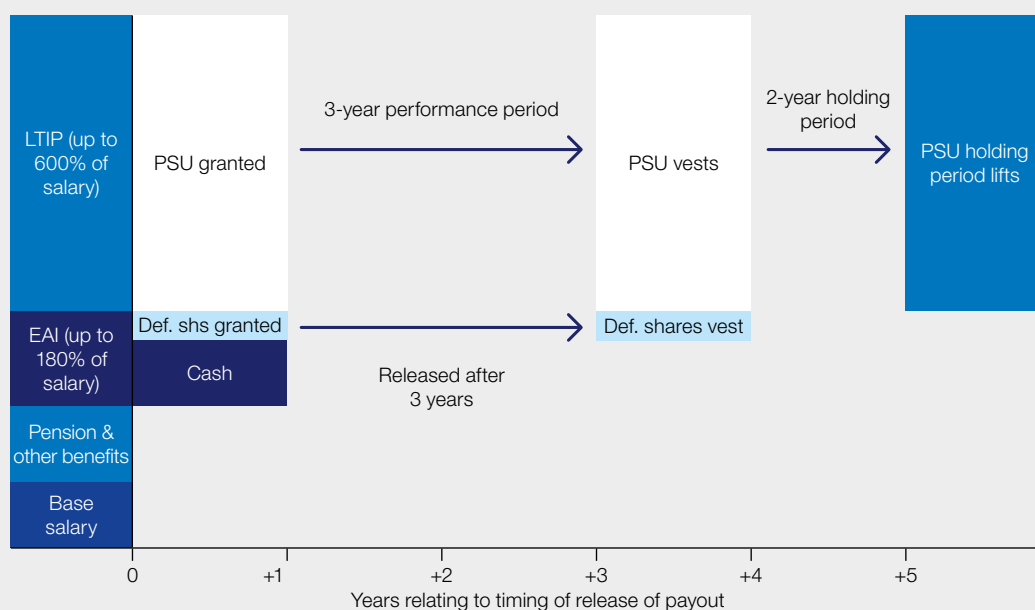 LTIP (up to
600% of
salary)
PSU granted
3-year performance period
PSU vests
2-year holding
period
PSU holding
period lifts
EAI (up to
180% of
salary)
Def. shs granted
Cash
Released after
3 years
Def. shares vest
Pension &
other benefits
Base
salary
0
+1
+2
+3
+4
+5
Years relating to timing of release of payout